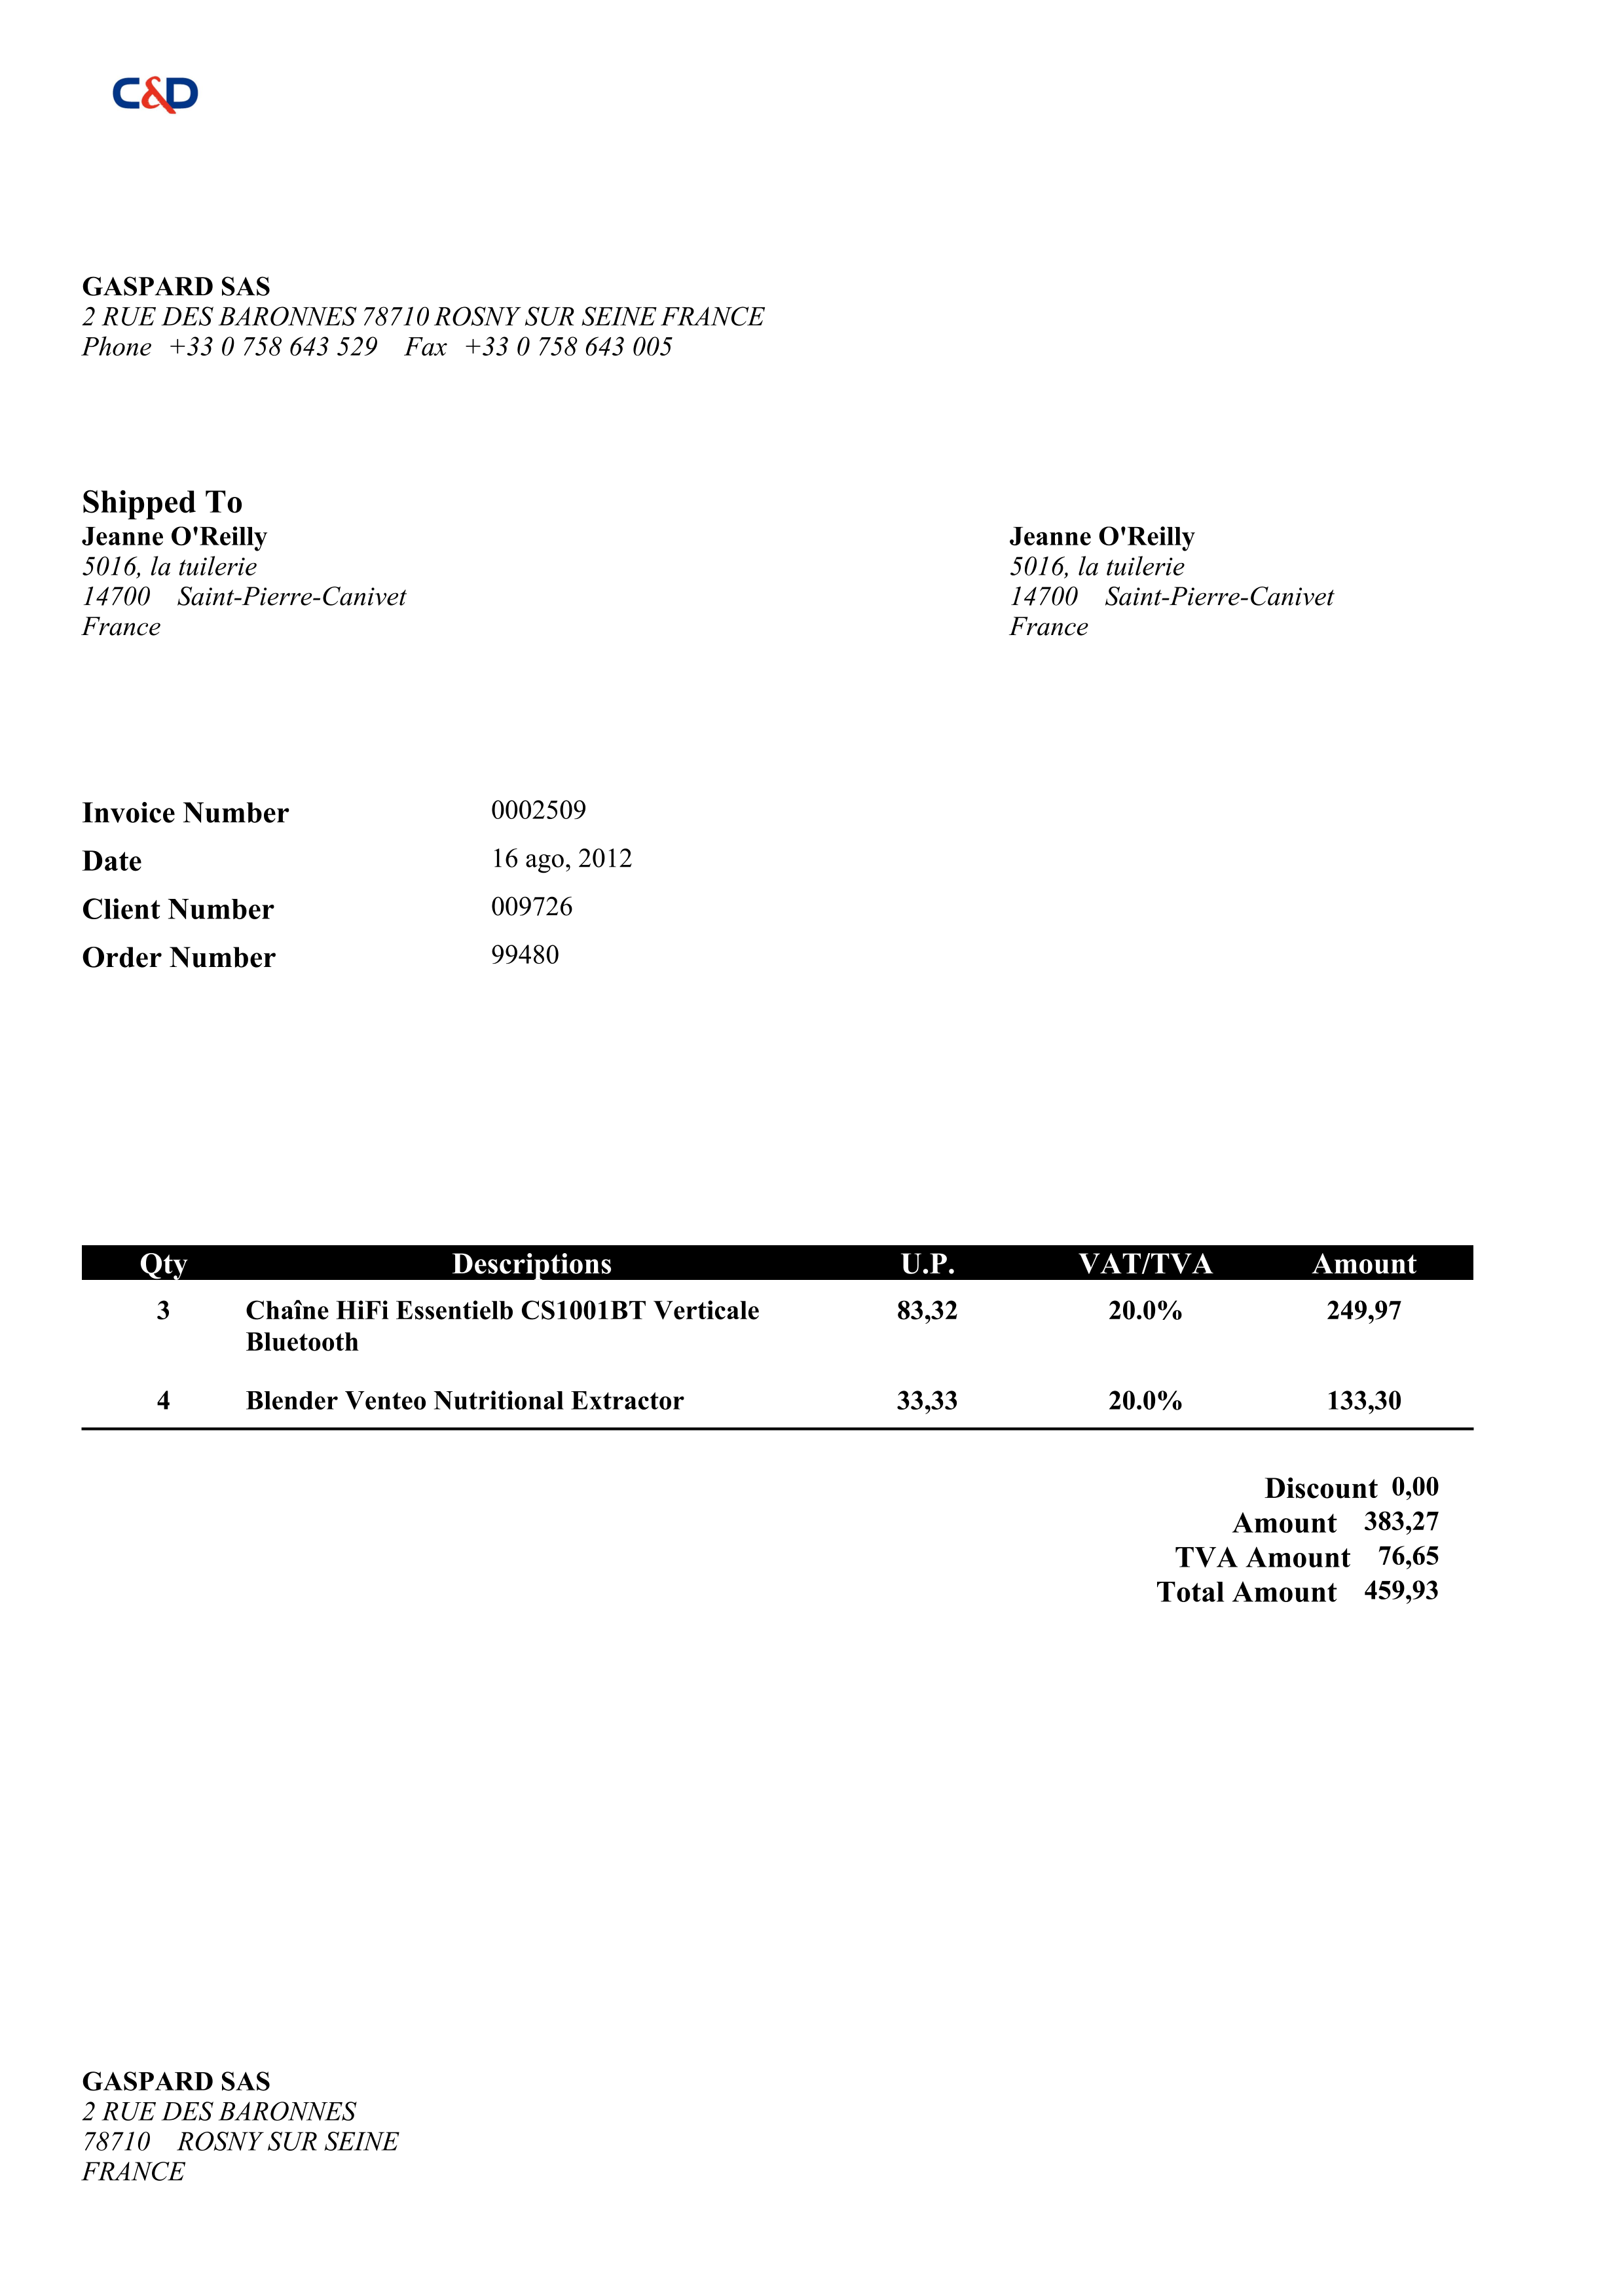 C&D
GASPARD SAS
2 RUE DES BARONNES 78710 ROSNY SUR SEINE FRANCE
Phone +33 0 758 643 529 Fax +33 0 758 643 005
Shipped To
Jeanne O'Reilly
5016, la tuilerie
14700 Saint-Pierre-Canivet
France
Jeanne O'Reilly
5016, la tuilerie
14700 Saint-Pierre-Canivet
France
Invoice Number 0002509
Date 16 ago, 2012
Client Number 009726
Order Number 99480
Qty Descriptions U.P. VAT/TVA Amount
3 Chaîne HiFi Essentielb CS1001BT Verticale 83,32 20.0% 249,97
Bluetooth
4 Blender Venteo Nutritional Extractor 33,33 20.0% 133,30
Discount 0,00
Amount 383,27
TVA Amount 76,65
Total Amount 459,93
GASPARD SAS
2 RUE DES BARONNES
78710 ROSNY SUR SEINE
FRANCE